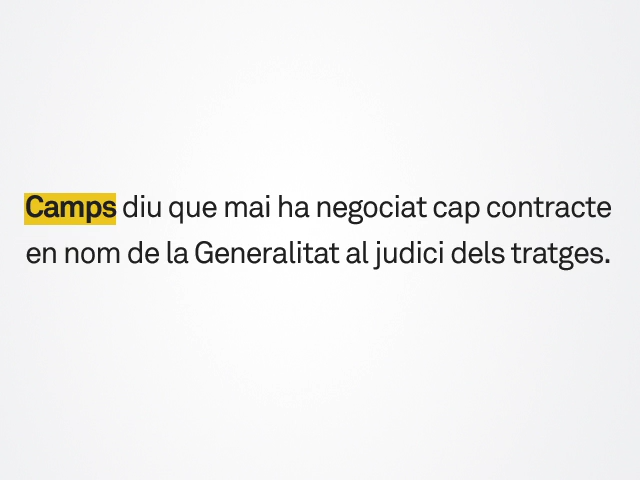 Camps diu que mai ha negociat cap contracte
en nom de la Generalitat al judici dels tratges.